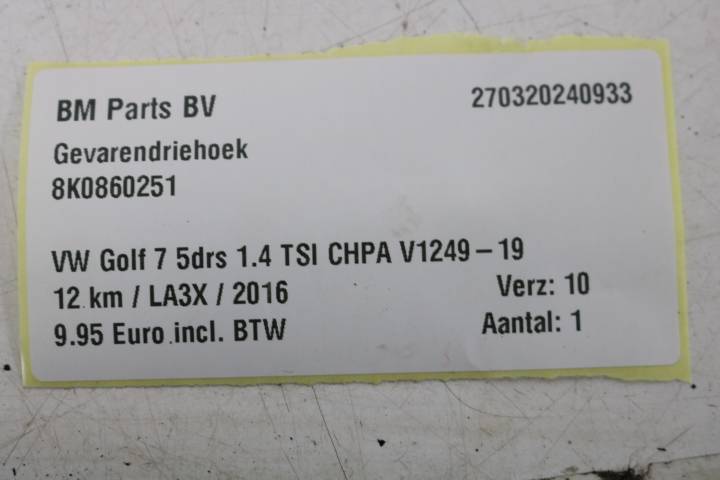 BM Parts BV 270320240933
Gevarendriehoek
8K0860251
VW Golf 7 5drs 1.4 TSI CHPA V1249-19
12 km / LA3X / 2016 Verz: 10
9.95 Euro incl. BTW Aantal: 1